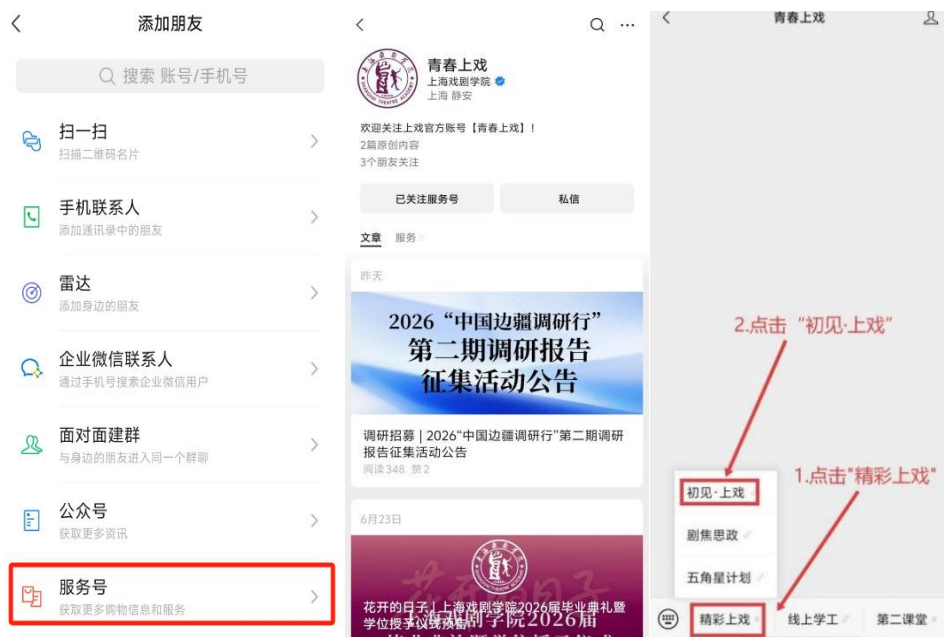 添加朋友
搜索 账号/手机号
扫一扫
扫描二维码名片
手机联系人
添加通讯录中的朋友
雷达
添加身边的朋友
企业微信联系人
通过手机号搜索企业微信用户
面对面建群
与身边的朋友进入同一个群聊
公众号
获取更多资讯
服务号
获取更多购物信息和服务
青春上戏
上海戏剧学院
上海 静安
欢迎关注上戏官方账号【青春上戏】!
2篇原创内容
3个朋友关注
已关注服务号
私信
文章 服务
昨天
2026“中国边疆调研行”
第二期调研报告
征集活动公告
调研招募 | 2026“中国边疆调研行”第二期调研
报告征集活动公告
阅读348 赞2
6月23日
花开的日子 | 上海戏剧学院2026届毕业典礼暨
学位授予仪式预告
青春上戏
2.点击“初见·上戏”
1.点击"精彩上戏"
初见·上戏
剧焦思政
五角星计划
精彩上戏
线上学工
第二课堂